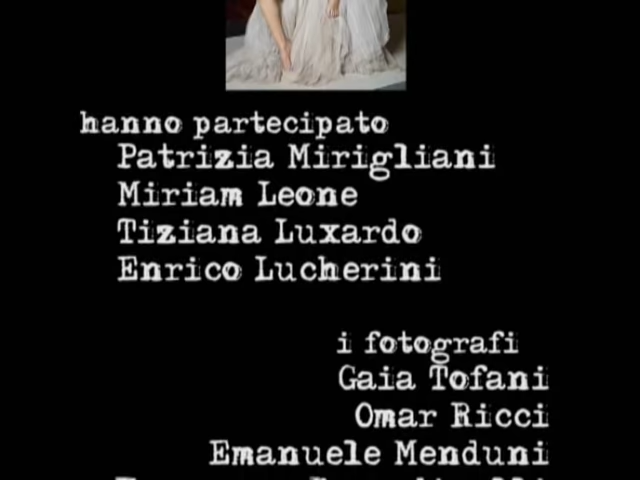 hanno partecipato
Patrizia Mirigliani
Miriam Leone
Tiziana Luxardo
Enrico Lucherini
i fotografi
Gaia Tofani
Omar Ricci
Emanuele Menduni